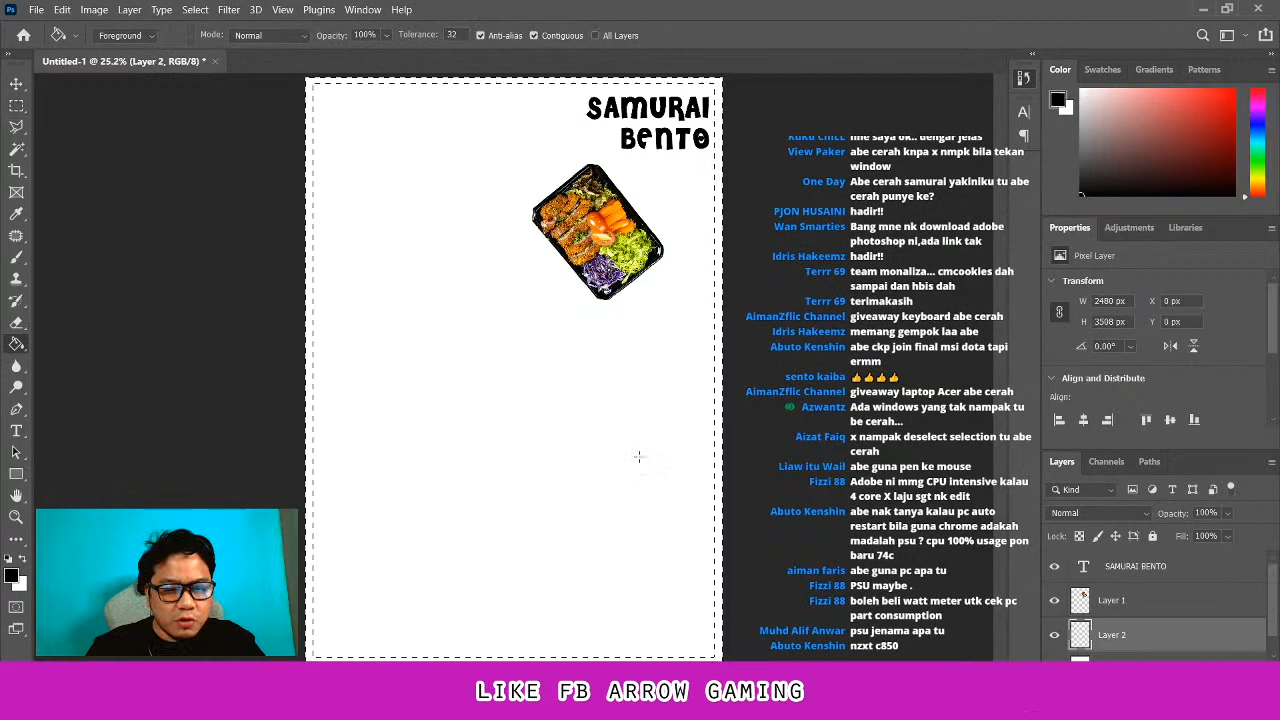 File Edit Image Layer Type Select Filter 3D View Plugins Window Help
Foreground Mode: Normal Opacity: 100% Tolerance: 32 Anti-alias Contiguous All Layers
Untitled-1 @ 25.2% (Layer 2, RGB/8) *
SAMURAI
BENTO
KuKu CHiLL hhe saya ok.. dengar jelas
View Paker abe cerah knpa x nmpk bila tekan
window
One Day Abe cerah samurai yakiniku tu abe
cerah punye ke?
PJON HUSAINI hadir!!
Wan Smarties Bang mne nk download adobe
photoshop ni,ada link tak
Idris Hakeemz hadir!!
Terrr 69 team monaliza... cmcookies dah
sampai dan hbis dah
Terrr 69 terimakasih
AimanZflic Channel giveaway keyboard abe cerah
Idris Hakeemz memang gempok laa abe
Abuto Kenshin abe ckp join final msi dota tapi
ermm
sento kaiba 👍👍👍👍
AimanZflic Channel giveaway laptop Acer abe cerah
Azwantz Ada windows yang tak nampak tu
be cerah...
Aizat Faiq x nampak deselect selection tu abe
cerah
Liaw itu Wail abe guna pen ke mouse
Fizzi 88 Adobe ni mmg CPU intensive kalau
4 core X laju sgt nk edit
Abuto Kenshin abe nak tanya kalau pc auto
restart bila guna chrome adakah
madalah psu ? cpu 100% usage pon
baru 74c
aiman faris abe guna pc apa tu
Fizzi 88 PSU maybe .
Fizzi 88 boleh beli watt meter utk cek pc
part consumption
Muhd Alif Anwar psu jenama apa tu
Abuto Kenshin nzxt c850
Color Swatches Gradients Patterns
Properties Adjustments Libraries
Pixel Layer
Transform
W 2480 px X 0 px
H 3508 px Y 0 px
0.00°
Align and Distribute
Align:
Layers Channels Paths
Kind
Normal Opacity: 100%
Lock: Fill: 100%
T SAMURAI BENTO
Layer 1
Layer 2
LIKE FB ARROW GAMING